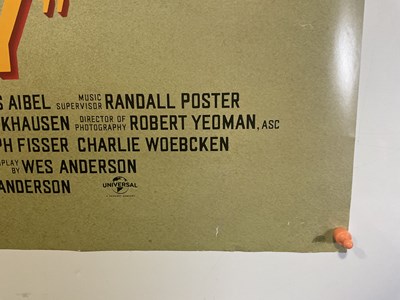 S AIBEL MUSIC SUPERVISOR RANDALL POSTER
KHAUSEN DIRECTOR OF PHOTOGRAPHY ROBERT YEOMAN, ASC
PH FISSER CHARLIE WOEBCKEN
PLAY BY WES ANDERSON
ANDERSON UNIVERSAL